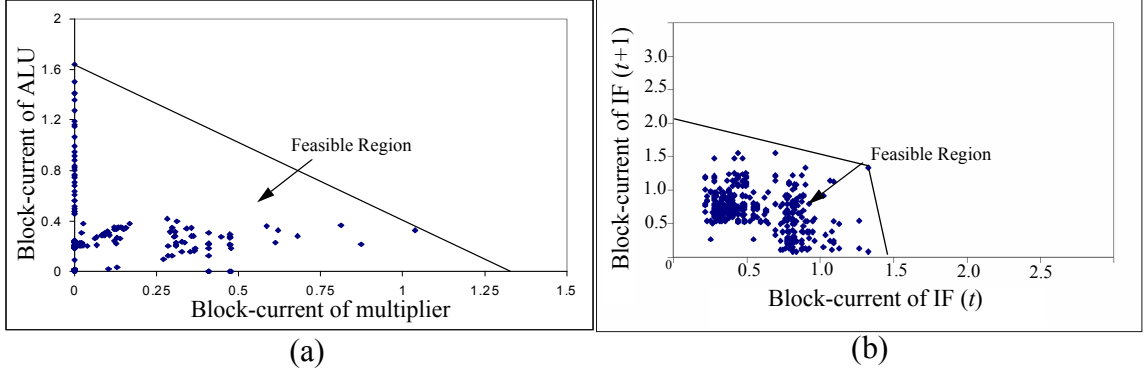 2
1.6
1.2
0.8
0.4
0
Block-current of ALU
Feasible Region
0 0.25 0.5 0.75 1 1.25 1.5
Block-current of multiplier
(a)
3.0
2.5
2.0
1.5
1.0
0.5
Block-current of IF (t+1)
Feasible Region
0 0.5 1.0 1.5 2.0 2.5
Block-current of IF (t)
(b)